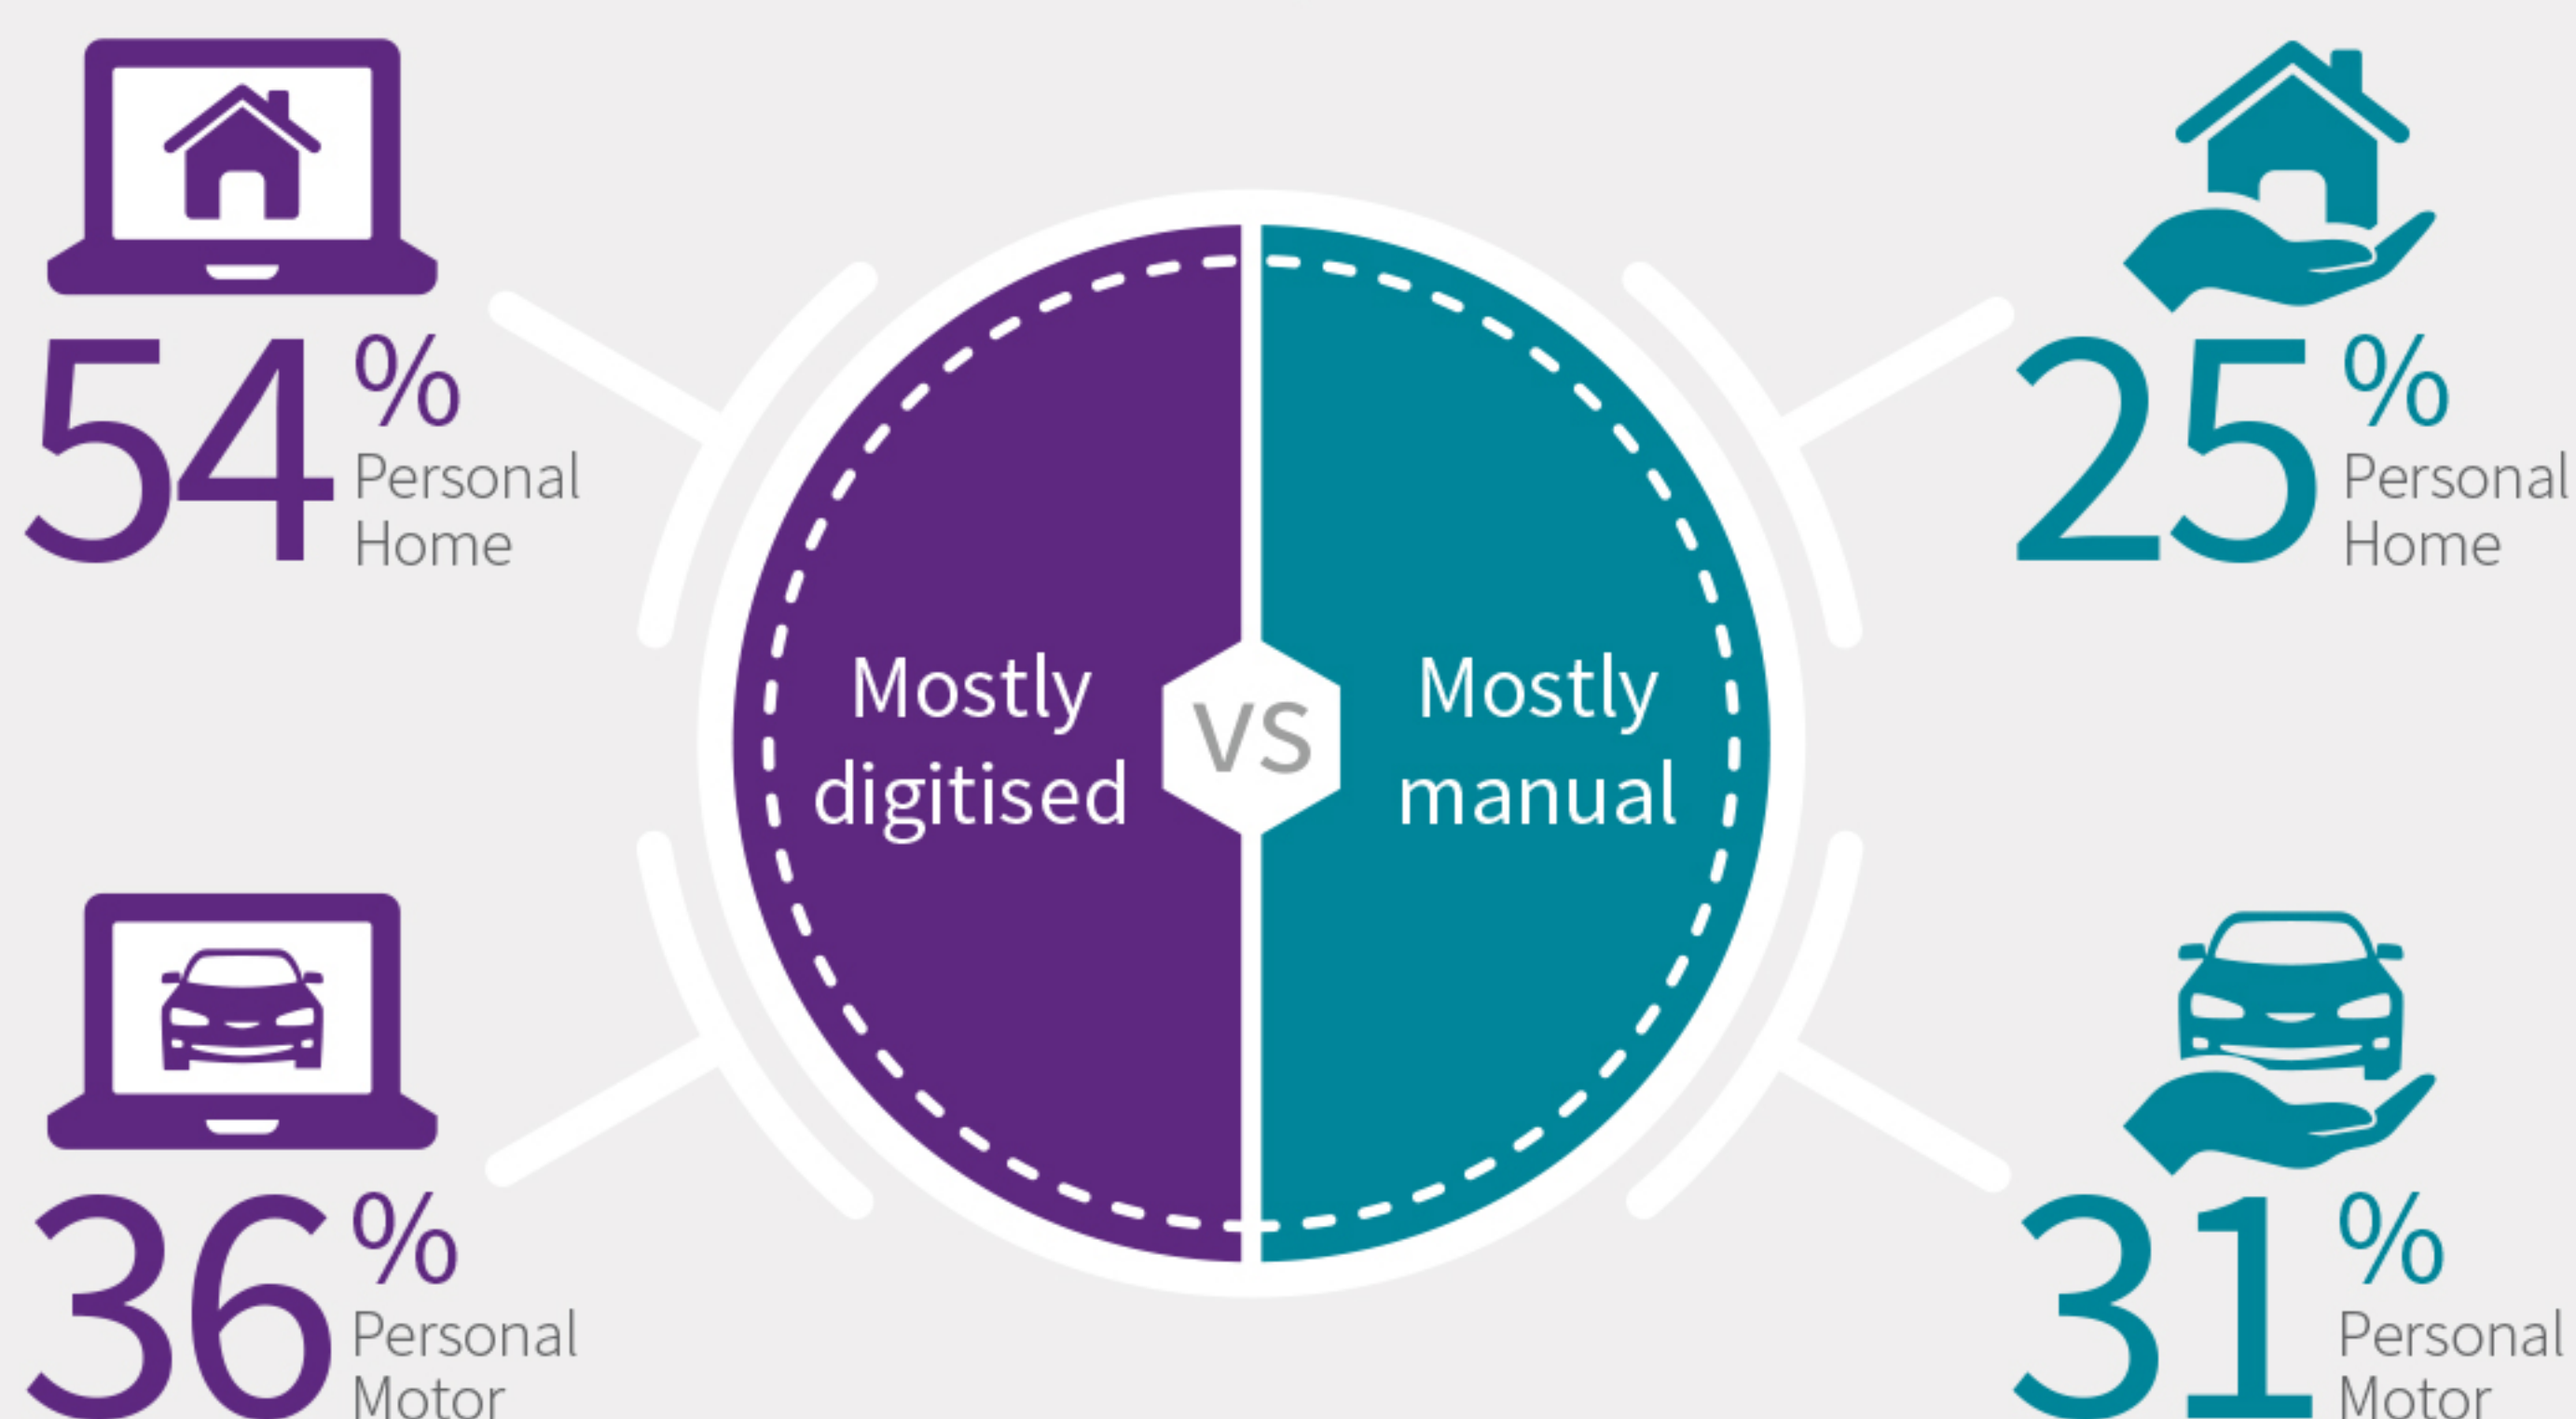 54 %
Personal
Home
25 %
Personal
Home
Mostly
digitised
VS
Mostly
manual
36 %
Personal
Motor
31 %
Personal
Motor